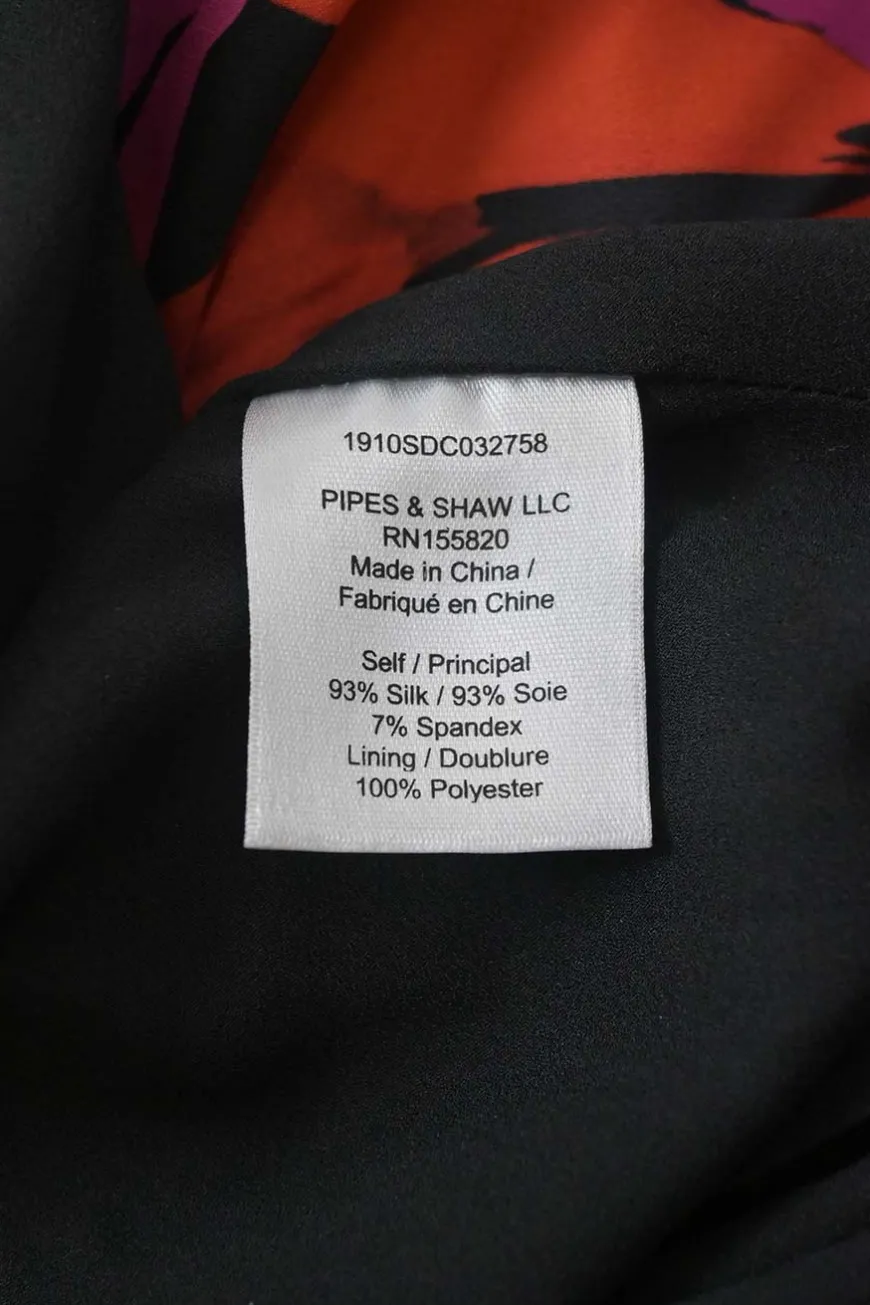 1910SDC032758
PIPES & SHAW LLC
RN155820
Made in China /
Fabriqué en Chine
Self / Principal
93% Silk / 93% Soie
7% Spandex
Lining / Doublure
100% Polyester